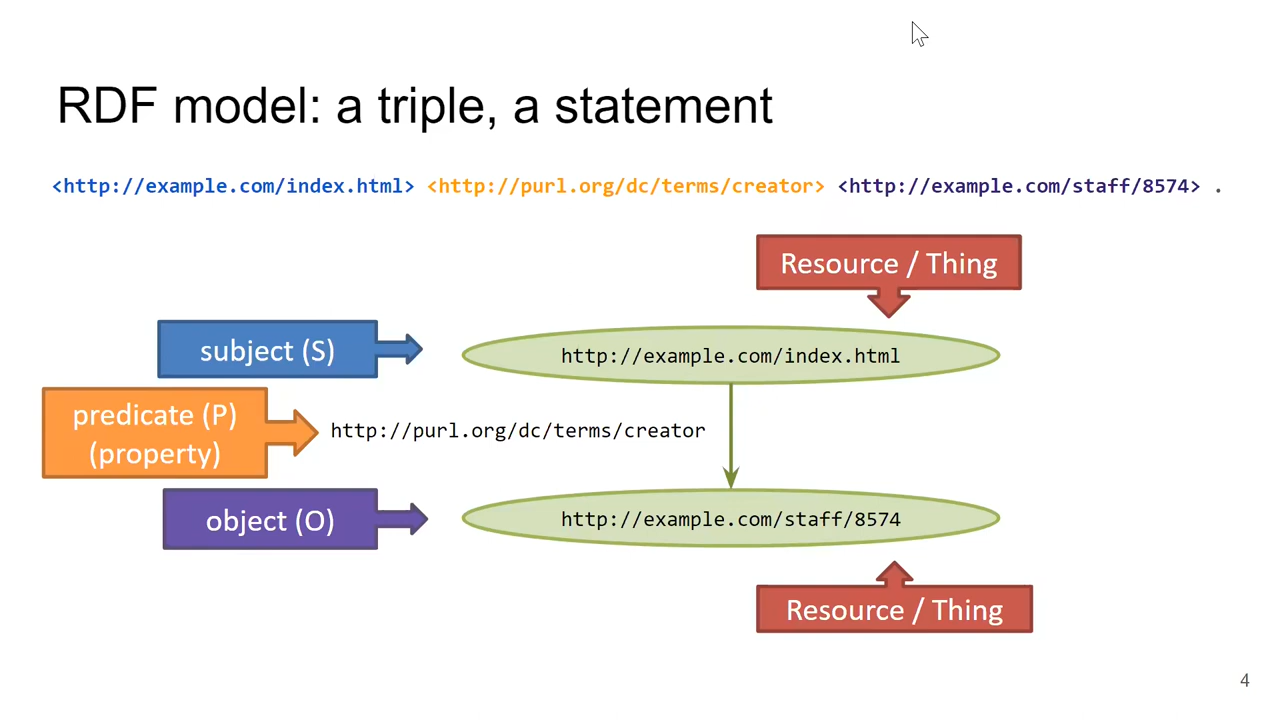 RDF model: a triple, a statement
<http://example.com/index.html> <http://purl.org/dc/terms/creator> <http://example.com/staff/8574> .
Resource / Thing
subject (S)
http://example.com/index.html
predicate (P)
(property)
http://purl.org/dc/terms/creator
object (O)
http://example.com/staff/8574
Resource / Thing
4